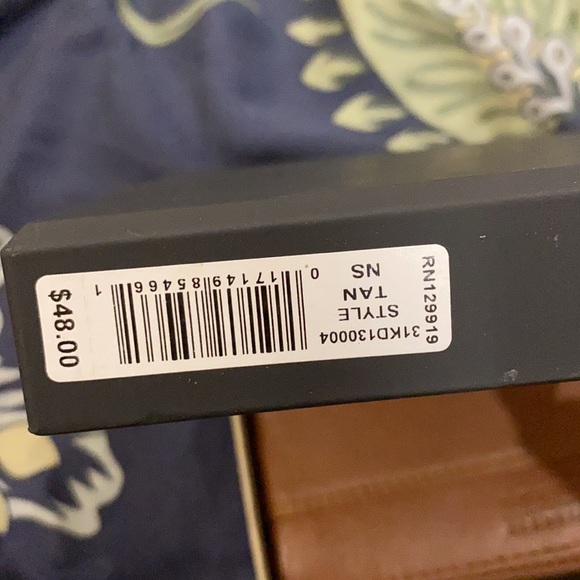 31KD130004
STYLE
TAN
NS
RN129919
0 17149 85466 1
$48.00